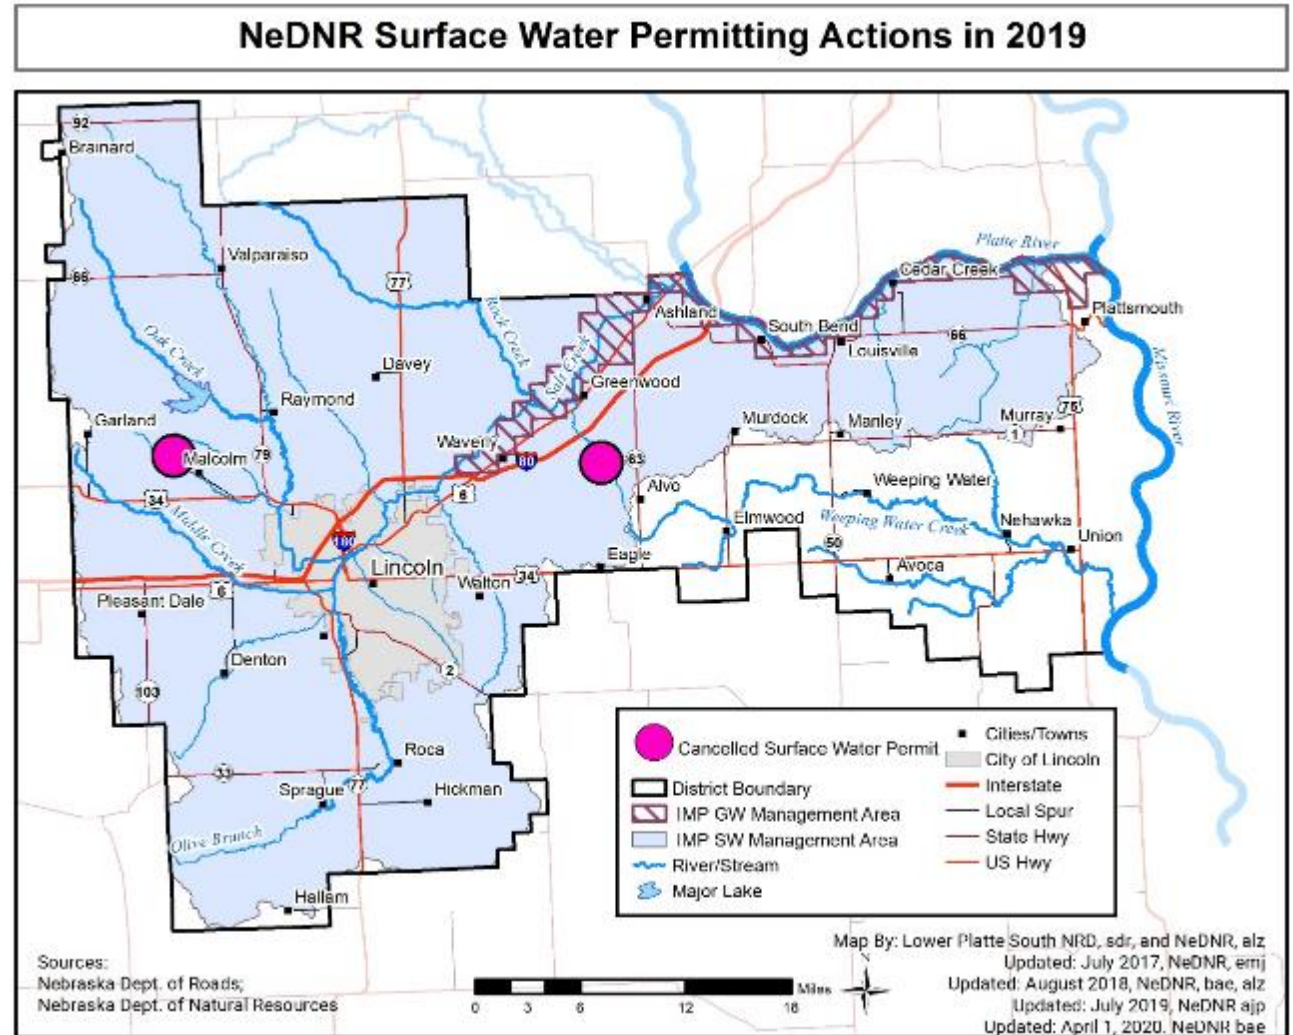 NeDNR Surface Water Permitting Actions in 2019
92
Brainard
Valparaiso
66
77
Platte River
Cedar Creek
Ashland
Plattsmouth
South Bend
66
Louisville
Oak Creek
Rock Creek
Salt Creek
Missouri River
Davey
Greenwood
Raymond
Garland
Murdock
Manley
Murray
75
1
Waverly
Malcolm
79
80
63
34
6
Alvo
Weeping Water
Middle Creek
Elmwood
Weeping Water Creek
Nehawka
Union
180
50
Eagle
Avoca
Lincoln
Walton
34
6
Pleasant Dale
Denton
2
103
Roca
33
77
Sprague
Hickman
Olive Branch
Hallam
Cancelled Surface Water Permit
District Boundary
IMP GW Management Area
IMP SW Management Area
River/Stream
Major Lake
Cities/Towns
City of Lincoln
Interstate
Local Spur
State Hwy
US Hwy
Sources:
Nebraska Dept. of Roads;
Nebraska Dept. of Natural Resources
0 3 6 12 18 Miles
N
Map By: Lower Platte South NRD, sdr, and NeDNR, alz
Updated: July 2017, NeDNR, emj
Updated: August 2018, NeDNR, bae, alz
Updated: July 2019, NeDNR ajp
Updated: April 1, 2020. NeDNR bae